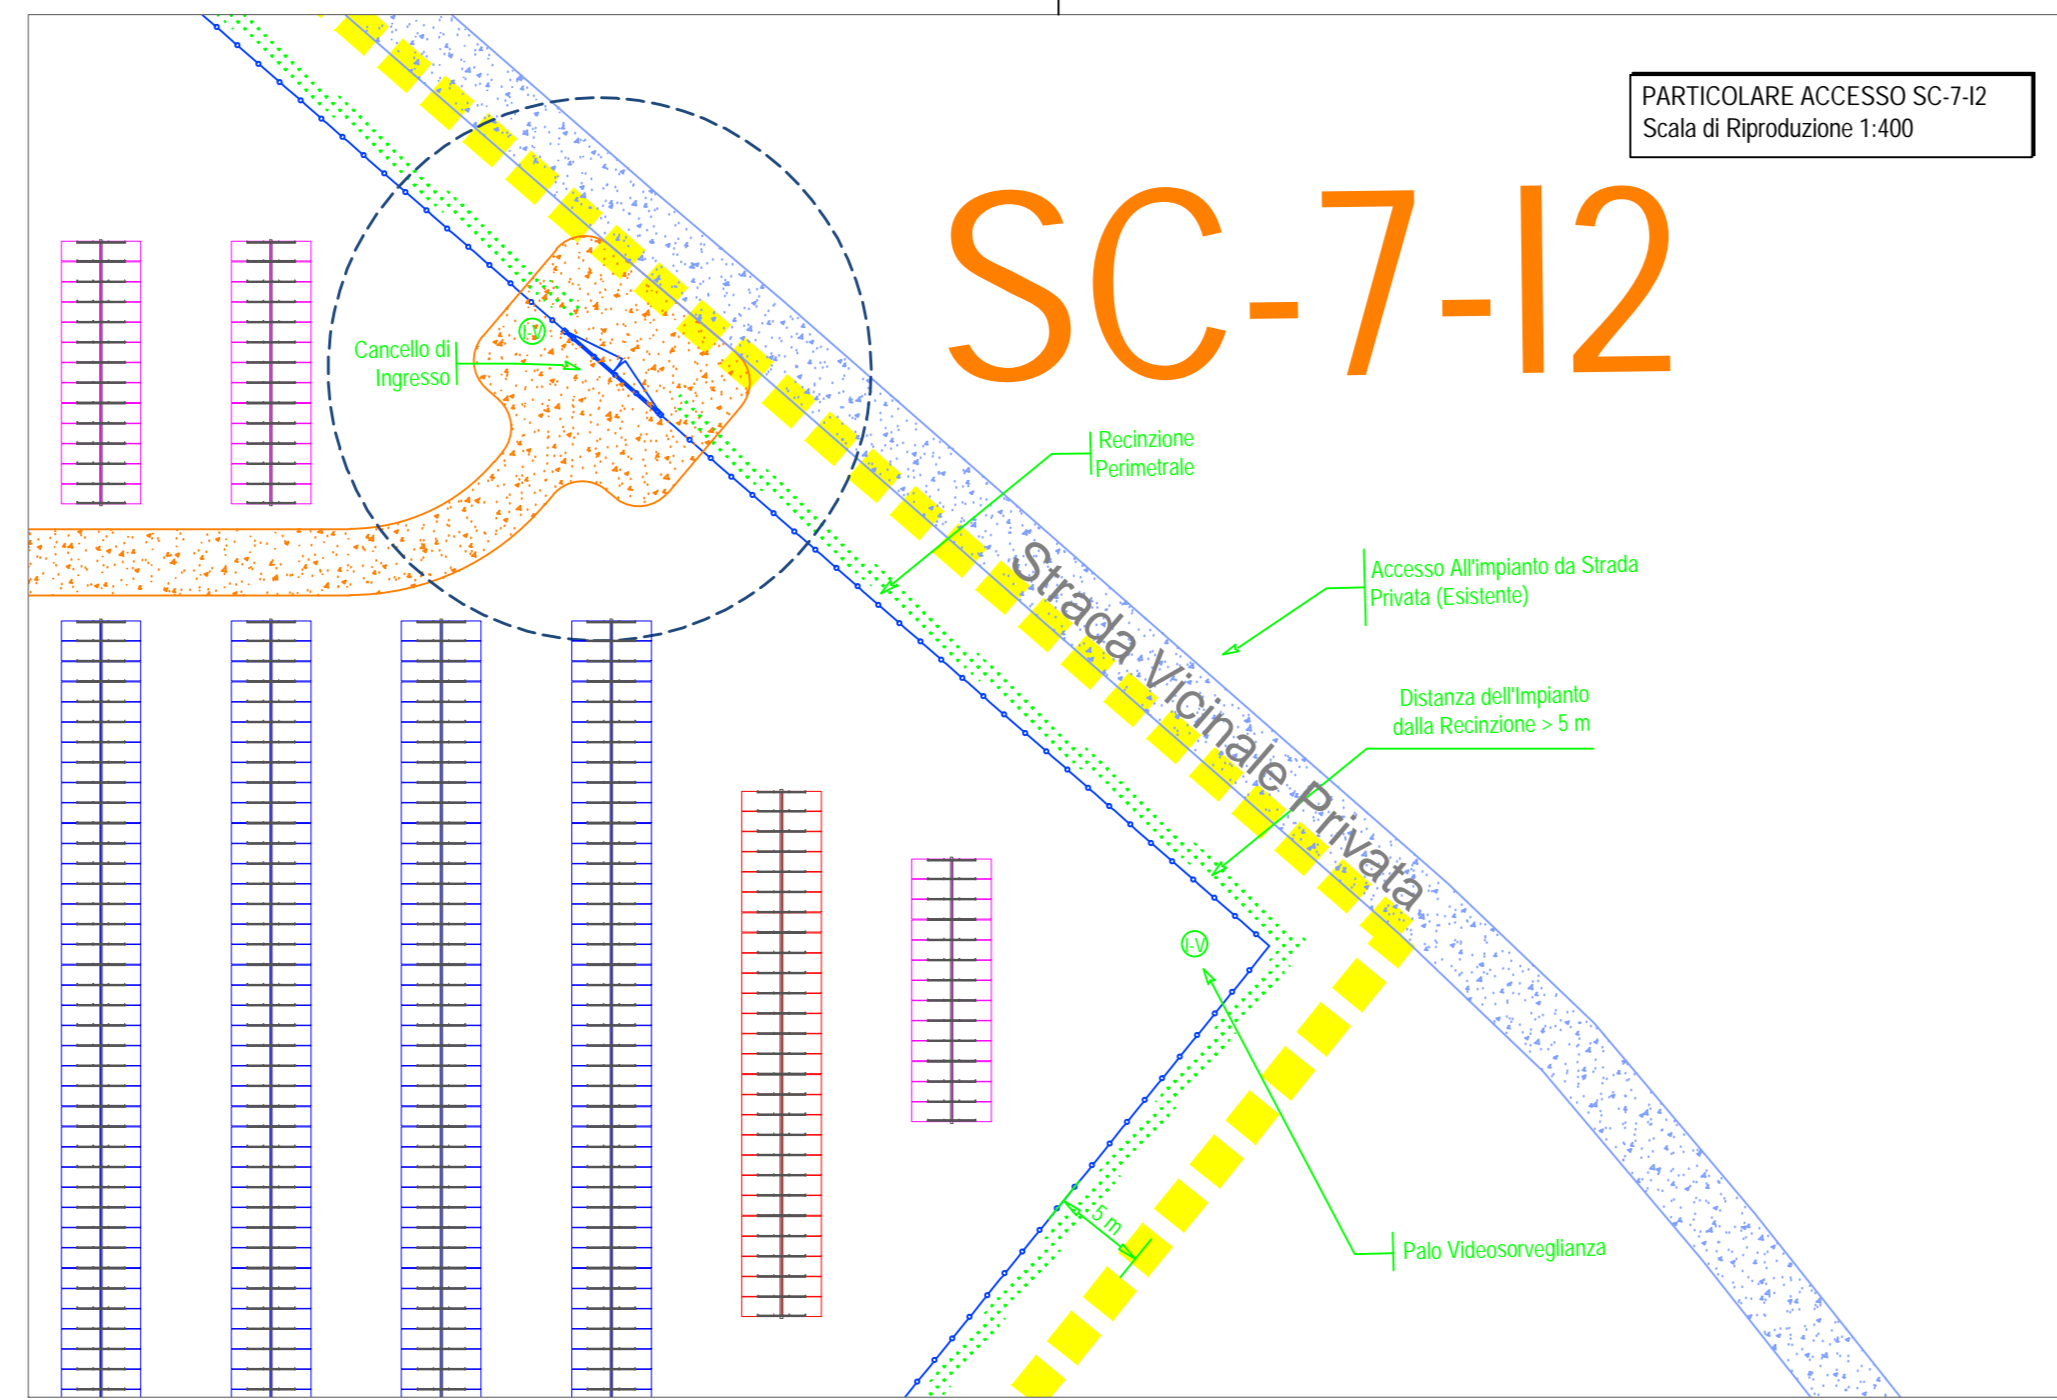 PARTICOLARE ACCESSO SC-7-I2
Scala di Riproduzione 1:400
SC-7-I2
I-V
Cancello di
Ingresso
Recinzione
Perimetrale
Strada Vicinale Privata
Accesso All'impianto da Strada
Privata (Esistente)
Distanza dell'Impianto
dalla Recinzione > 5 m
I-V
5 m
Palo Videosorveglianza